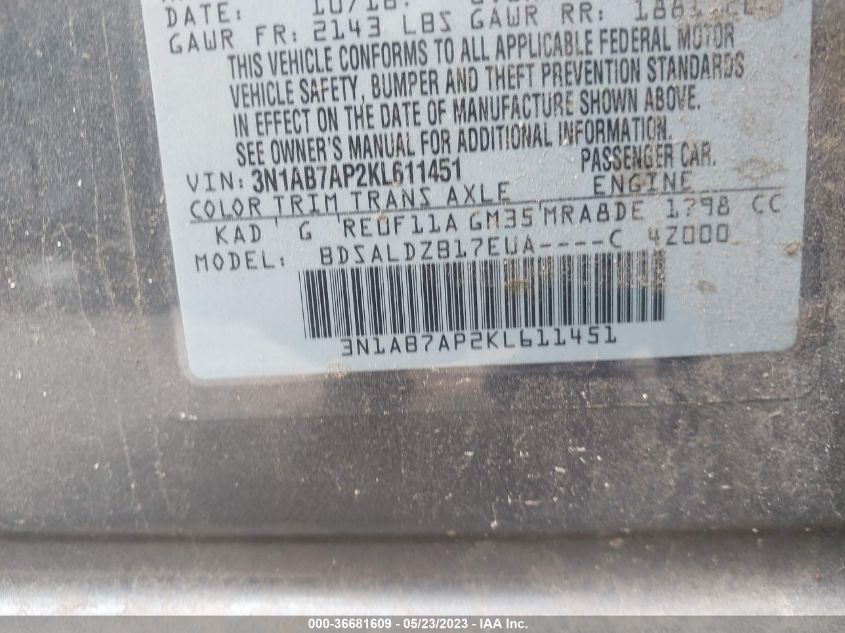 DATE: 10/18
GAWR FR: 2143 LBS GAWR RR:
THIS VEHICLE CONFORMS TO ALL APPLICABLE FEDERAL MOTOR
VEHICLE SAFETY, BUMPER AND THEFT PREVENTION STANDARDS
IN EFFECT ON THE DATE OF MANUFACTURE SHOWN ABOVE.
SEE OWNER'S MANUAL FOR ADDITIONAL INFORMATION.
VIN: 3N1AB7AP2KL611451 PASSENGER CAR.
COLOR TRIM TRANS AXLE ENGINE
KAD G RE0F11A GM35 MRA8DE 1798 CC
MODEL: BDSALDZB17EUA----C 4Z000
3N1AB7AP2KL611451
000-36681609 - 05/23/2023 - IAA Inc.